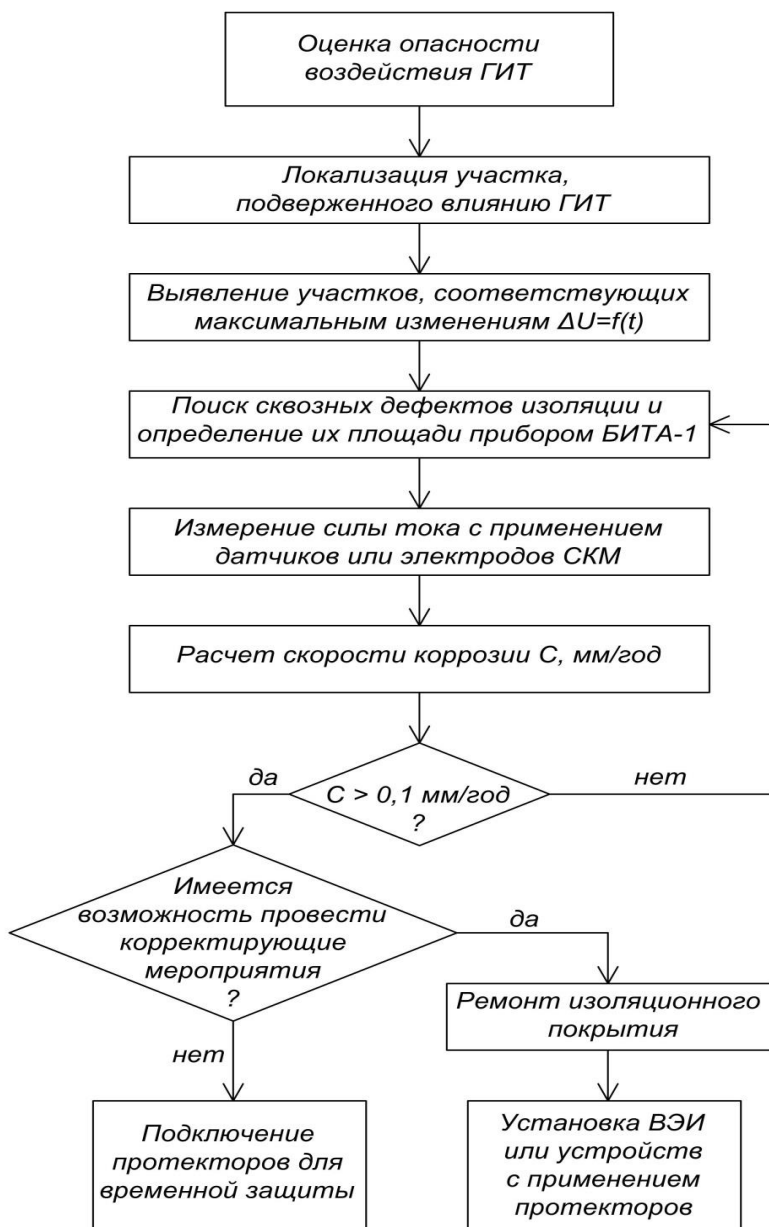 Оценка опасности
воздействия ГИТ
Локализация участка,
подверженного влиянию ГИТ
Выявление участков, соответствующих
максимальным изменениям ΔU=f(t)
Поиск сквозных дефектов изоляции и
определение их площади прибором БИТА-1
Измерение силы тока с применением
датчиков или электродов СКМ
Расчет скорости коррозии С, мм/год
да
нет
С > 0,1 мм/год
?
Имеется
возможность провести
корректирующие
мероприятия
?
да
нет
Ремонт изоляционного
покрытия
Подключение
протекторов для
временной защиты
Установка ВЭИ
или устройств
с применением
протекторов